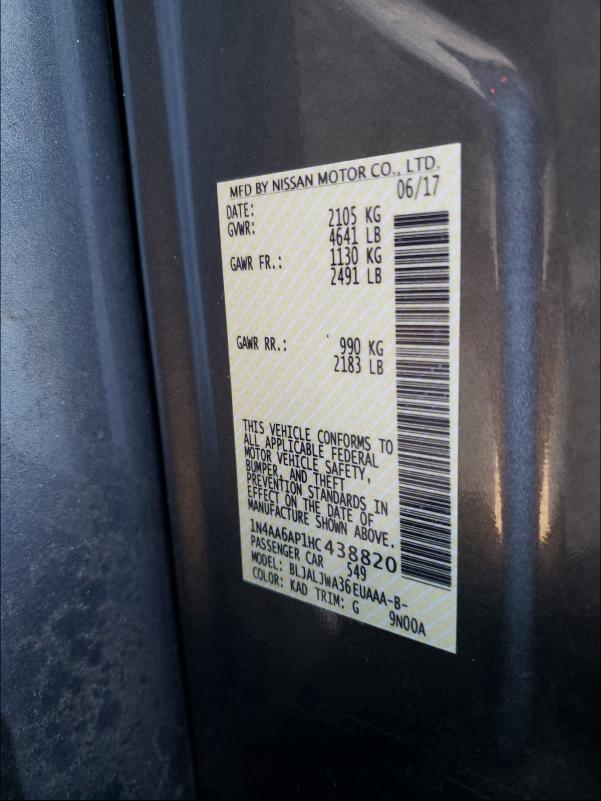 MFD BY NISSAN MOTOR CO., LTD.
DATE: 06/17
GVWR: 2105 KG
4641 LB
GAWR FR.: 1130 KG
2491 LB
GAWR RR.: 990 KG
2183 LB
THIS VEHICLE CONFORMS TO
ALL APPLICABLE FEDERAL
MOTOR VEHICLE SAFETY,
BUMPER, AND THEFT
PREVENTION STANDARDS IN
EFFECT ON THE DATE OF
MANUFACTURE SHOWN ABOVE.
1N4AA6AP1HC438820
PASSENGER CAR 549
MODEL: BLJALJWA36EUAAA-B-
COLOR: KAD TRIM: G 9N00A